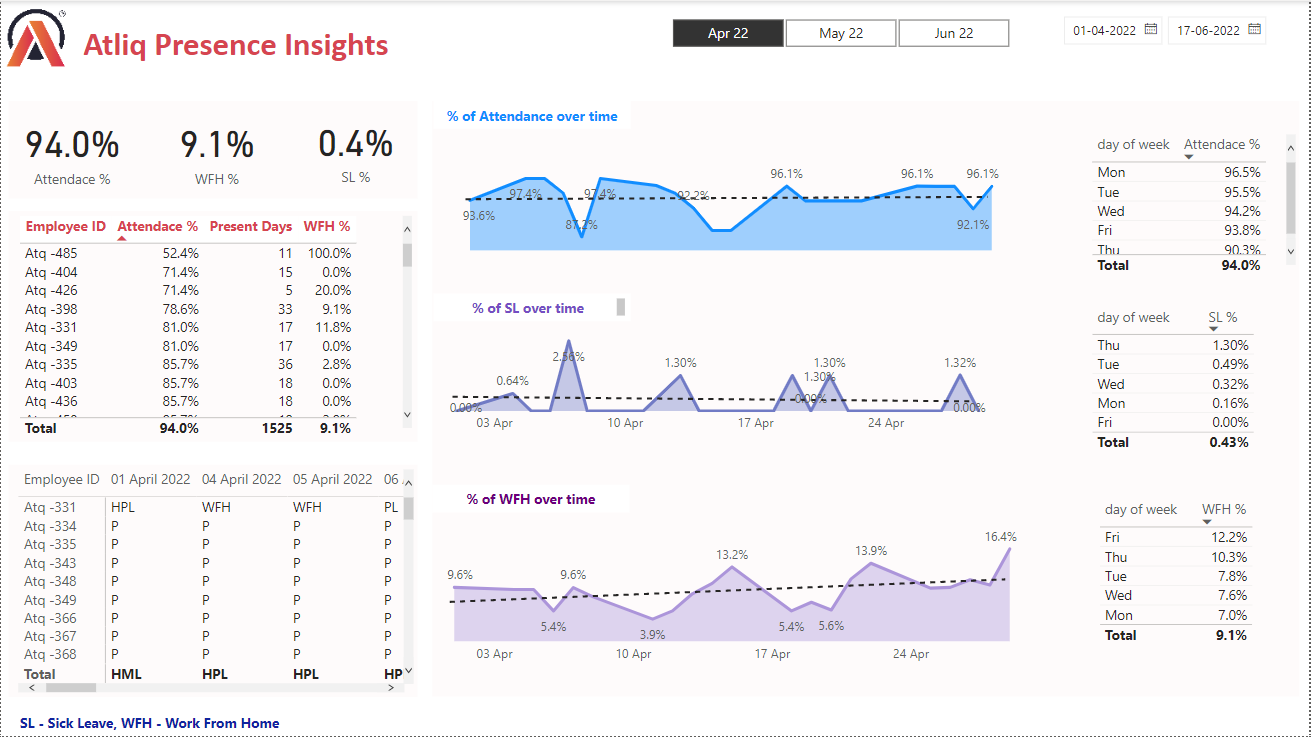 Atliq Presence Insights
Apr 22 May 22 Jun 22
01-04-2022 17-06-2022
94.0% 9.1% 0.4%
Attendace % WFH % SL %
Employee ID Attendace % Present Days WFH %
Atq -485 52.4% 11 100.0%
Atq -404 71.4% 15 0.0%
Atq -426 71.4% 5 20.0%
Atq -398 78.6% 33 9.1%
Atq -331 81.0% 17 11.8%
Atq -349 81.0% 17 0.0%
Atq -335 85.7% 36 2.8%
Atq -403 85.7% 18 0.0%
Atq -436 85.7% 18 0.0%
Total 94.0% 1525 9.1%
Employee ID 01 April 2022 04 April 2022 05 April 2022 06
Atq -331 HPL WFH WFH PL
Atq -334 P P P P
Atq -335 P P P P
Atq -343 P P P P
Atq -348 P P P P
Atq -349 P P P P
Atq -366 P P P P
Atq -367 P P P P
Atq -368 P P P P
Total HML HPL HPL HP
SL - Sick Leave, WFH - Work From Home
% of Attendance over time
96.1% 96.1% 96.1%
97.4% 97.4% 92.2%
93.6% 87.2% 92.1%
% of SL over time
2.56% 1.30% 1.30% 1.32%
0.64% 1.30%
0.00% 0.00% 0.00%
03 Apr 10 Apr 17 Apr 24 Apr
% of WFH over time
16.4%
13.2% 13.9%
9.6% 9.6%
5.4% 3.9% 5.4% 5.6%
03 Apr 10 Apr 17 Apr 24 Apr
day of week Attendace %
Mon 96.5%
Tue 95.5%
Wed 94.2%
Fri 93.8%
Thu 90.3%
Total 94.0%
day of week SL %
Thu 1.30%
Tue 0.49%
Wed 0.32%
Mon 0.16%
Fri 0.00%
Total 0.43%
day of week WFH %
Fri 12.2%
Thu 10.3%
Tue 7.8%
Wed 7.6%
Mon 7.0%
Total 9.1%